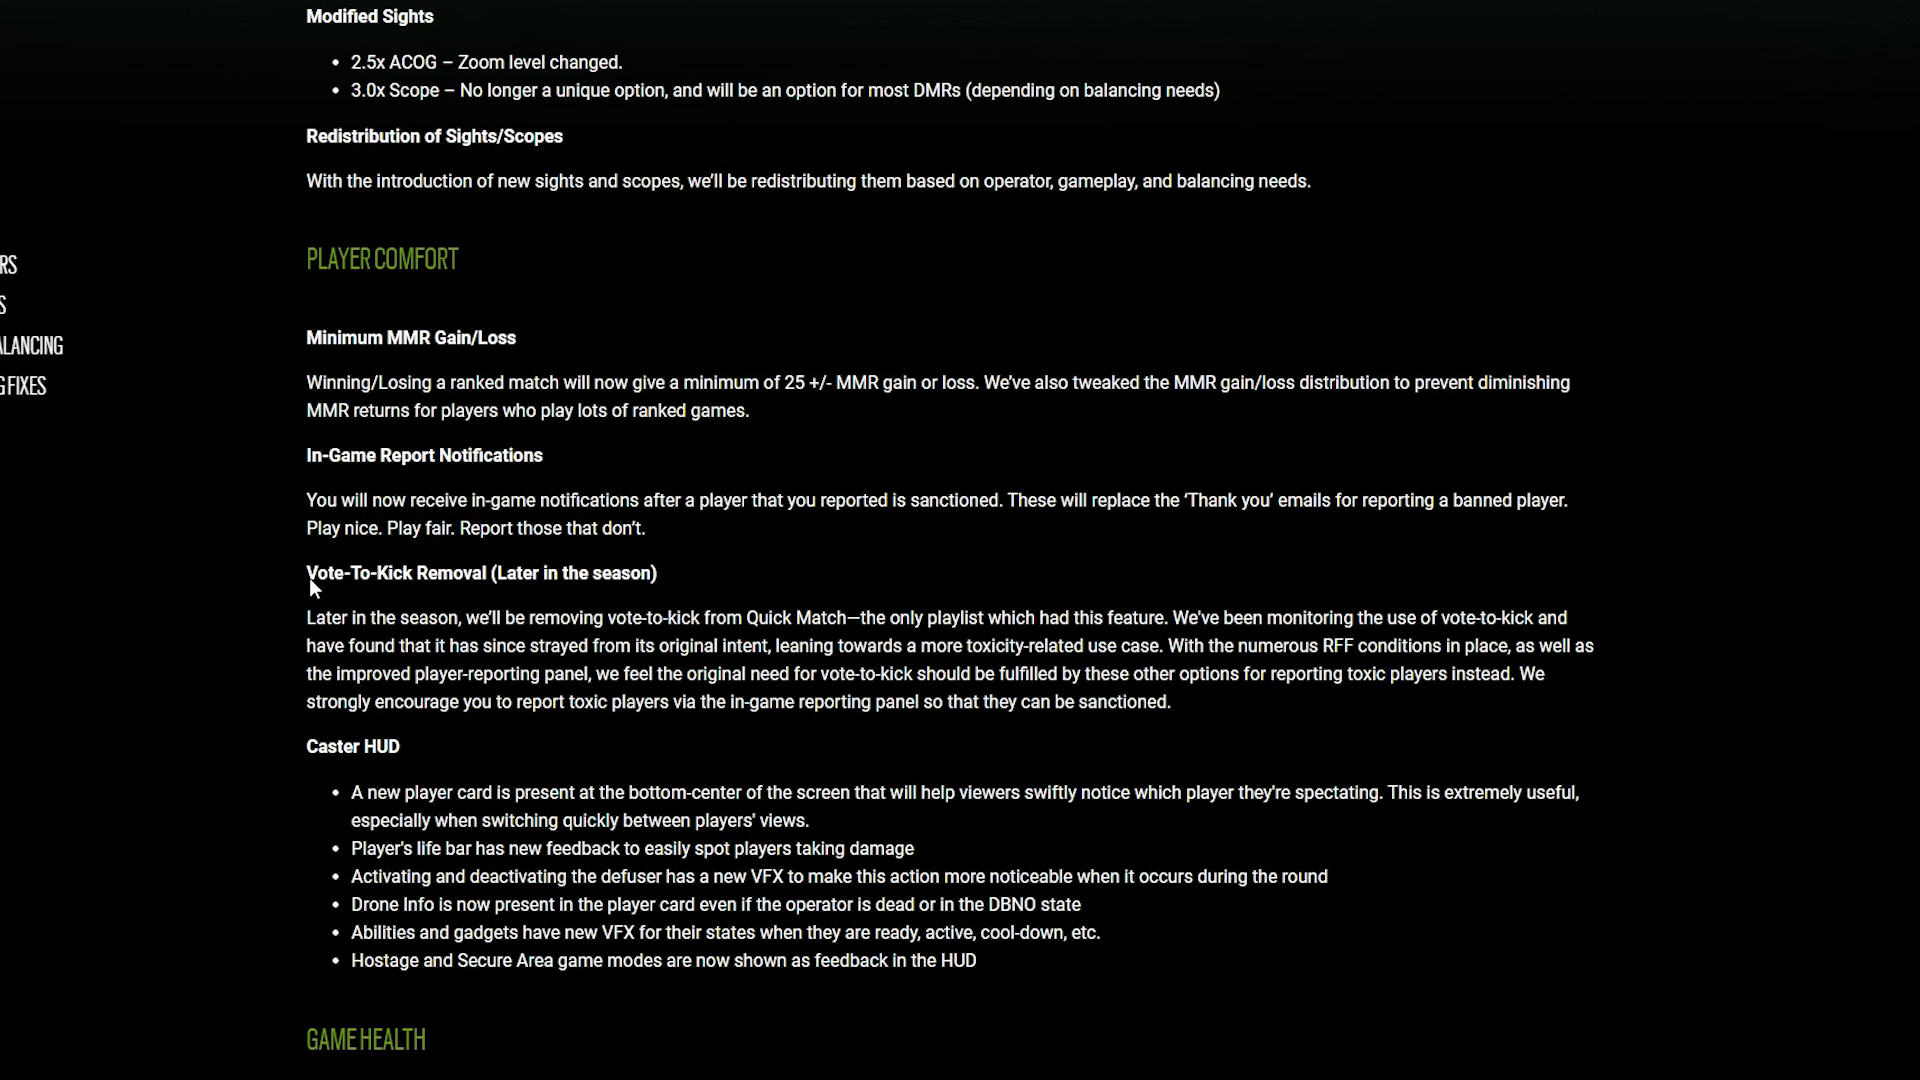 Modified Sights
• 2.5x ACOG – Zoom level changed.
• 3.0x Scope – No longer a unique option, and will be an option for most DMRs (depending on balancing needs)
Redistribution of Sights/Scopes
With the introduction of new sights and scopes, we’ll be redistributing them based on operator, gameplay, and balancing needs.
PLAYER COMFORT
RS
S
ALANCING
G FIXES
Minimum MMR Gain/Loss
Winning/Losing a ranked match will now give a minimum of 25 +/- MMR gain or loss. We’ve also tweaked the MMR gain/loss distribution to prevent diminishing
MMR returns for players who play lots of ranked games.
In-Game Report Notifications
You will now receive in-game notifications after a player that you reported is sanctioned. These will replace the ‘Thank you’ emails for reporting a banned player.
Play nice. Play fair. Report those that don’t.
Vote-To-Kick Removal (Later in the season)
Later in the season, we’ll be removing vote-to-kick from Quick Match—the only playlist which had this feature. We've been monitoring the use of vote-to-kick and
have found that it has since strayed from its original intent, leaning towards a more toxicity-related use case. With the numerous RFF conditions in place, as well as
the improved player-reporting panel, we feel the original need for vote-to-kick should be fulfilled by these other options for reporting toxic players instead. We
strongly encourage you to report toxic players via the in-game reporting panel so that they can be sanctioned.
Caster HUD
• A new player card is present at the bottom-center of the screen that will help viewers swiftly notice which player they're spectating. This is extremely useful,
especially when switching quickly between players' views.
• Player's life bar has new feedback to easily spot players taking damage
• Activating and deactivating the defuser has a new VFX to make this action more noticeable when it occurs during the round
• Drone Info is now present in the player card even if the operator is dead or in the DBNO state
• Abilities and gadgets have new VFX for their states when they are ready, active, cool-down, etc.
• Hostage and Secure Area game modes are now shown as feedback in the HUD
GAME HEALTH